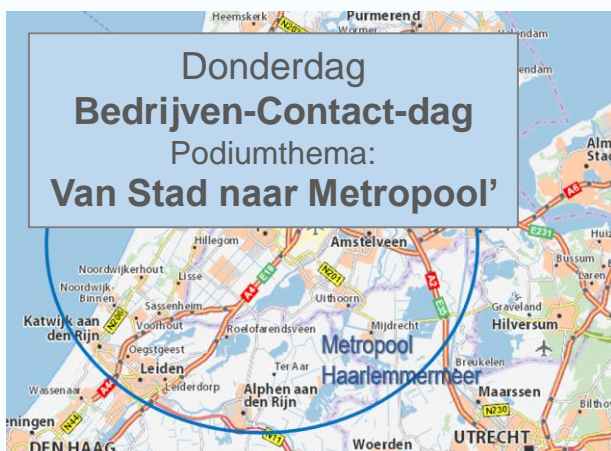 Heemskerk
Purmerend
Wormer
Donderdag
Bedrijven-Contact-dag
Podiumthema:
Van Stad naar Metropool’
A6
E231
Hillegom
Amstelveen
Noordwijkerhout
Lisse
E19
A4
N201
A2
E35
Bussum
Laren
Noordwijk-
Binnen
Sassenheim
Uithoorn
's-
Graveland
Katwijk aan
den Rijn
N206
Voorhout
Roelofarendsveen
Mijdrecht
Hilversum
Oegstgeest
Metropool
Haarlemmermeer
Leiden
Ter Aar
Breukelen
Wassenaar
A44
Leiderdorp
Alphen aan
den Rijn
Maarssen
N44
N11
N230
DEN HAAG
Woerden
UTRECHT